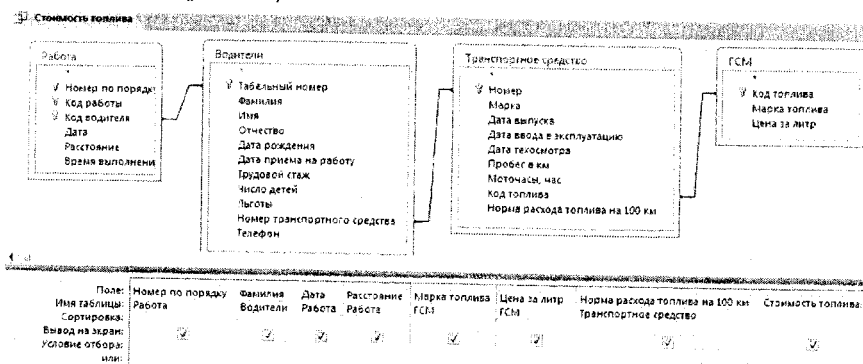 Стоимость топлива
Работа
*
Номер по порядк
Код работы
Код водителя
Дата
Расстояние
Время выполнени
Водители
*
Табельный номер
Фамилия
Имя
Отчество
Дата рождения
Дата приема на работу
Трудовой стаж
Число детей
Льготы
Номер транспортного средства
Телефон
Транспортное средство
*
Номер
Марка
Дата выпуска
Дата ввода в эксплуатацию
Дата техосмотра
Пробег в км
Моточасы, час
Код топлива
Норма расхода топлива на 100 км
ГСМ
*
Код топлива
Марка топлива
Цена за литр
Поле: Номер по порядку Фамилия Дата Расстояние Марка топлива Цена за литр Норма расхода топлива на 100 км Стоимость топлива:
Имя таблицы: Работа Водители Работа Работа ГСМ ГСМ Транспортное средство
Сортировка:
Вывод на экран:
Условие отбора:
или: